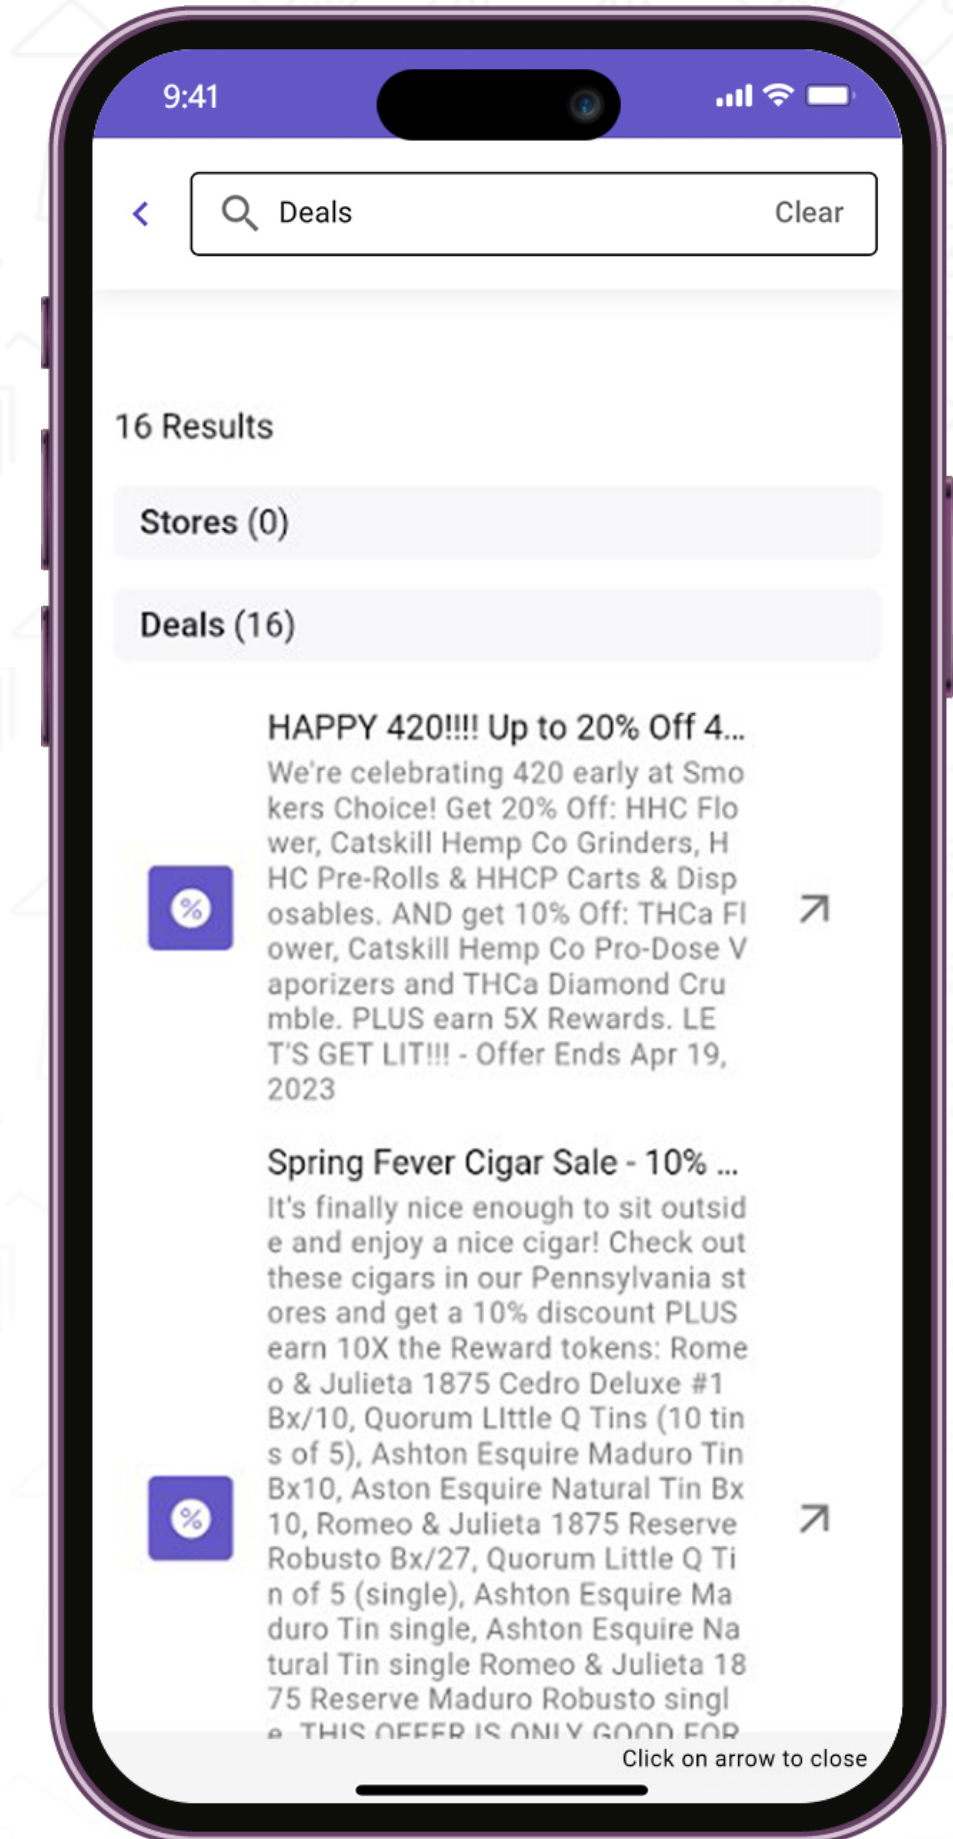 9:41
Deals Clear
16 Results
Stores (0)
Deals (16)
HAPPY 420!!!! Up to 20% Off 4...
We're celebrating 420 early at Smo
kers Choice! Get 20% Off: HHC Flo
wer, Catskill Hemp Co Grinders, H
HC Pre-Rolls & HHCP Carts & Disp
osables. AND get 10% Off: THCa Fl
ower, Catskill Hemp Co Pro-Dose V
aporizers and THCa Diamond Cru
mble. PLUS earn 5X Rewards. LE
T'S GET LIT!!! - Offer Ends Apr 19,
2023
Spring Fever Cigar Sale - 10% ...
It's finally nice enough to sit outsid
e and enjoy a nice cigar! Check out
these cigars in our Pennsylvania st
ores and get a 10% discount PLUS
earn 10X the Reward tokens: Rome
o & Julieta 1875 Cedro Deluxe #1
Bx/10, Quorum LIttle Q Tins (10 tin
s of 5), Ashton Esquire Maduro Tin
Bx10, Aston Esquire Natural Tin Bx
10, Romeo & Julieta 1875 Reserve
Robusto Bx/27, Quorum Little Q Ti
n of 5 (single), Ashton Esquire Ma
duro Tin single, Ashton Esquire Na
tural Tin single Romeo & Julieta 18
75 Reserve Maduro Robusto singl
e. THIS OFFER IS ONLY GOOD FOR
Click on arrow to close